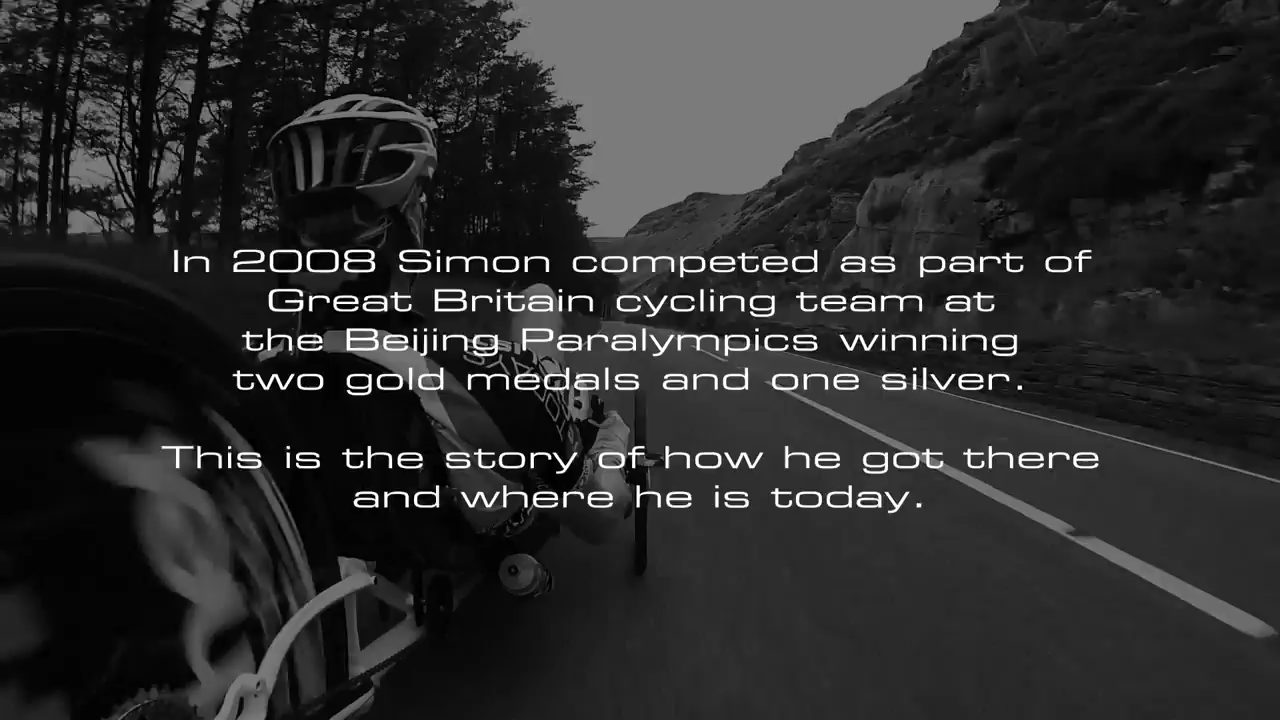 In 2008 Simon competed as part of
Great Britain cycling team at
the Beijing Paralympics winning
two gold medals and one silver.
This is the story of how he got there
and where he is today.